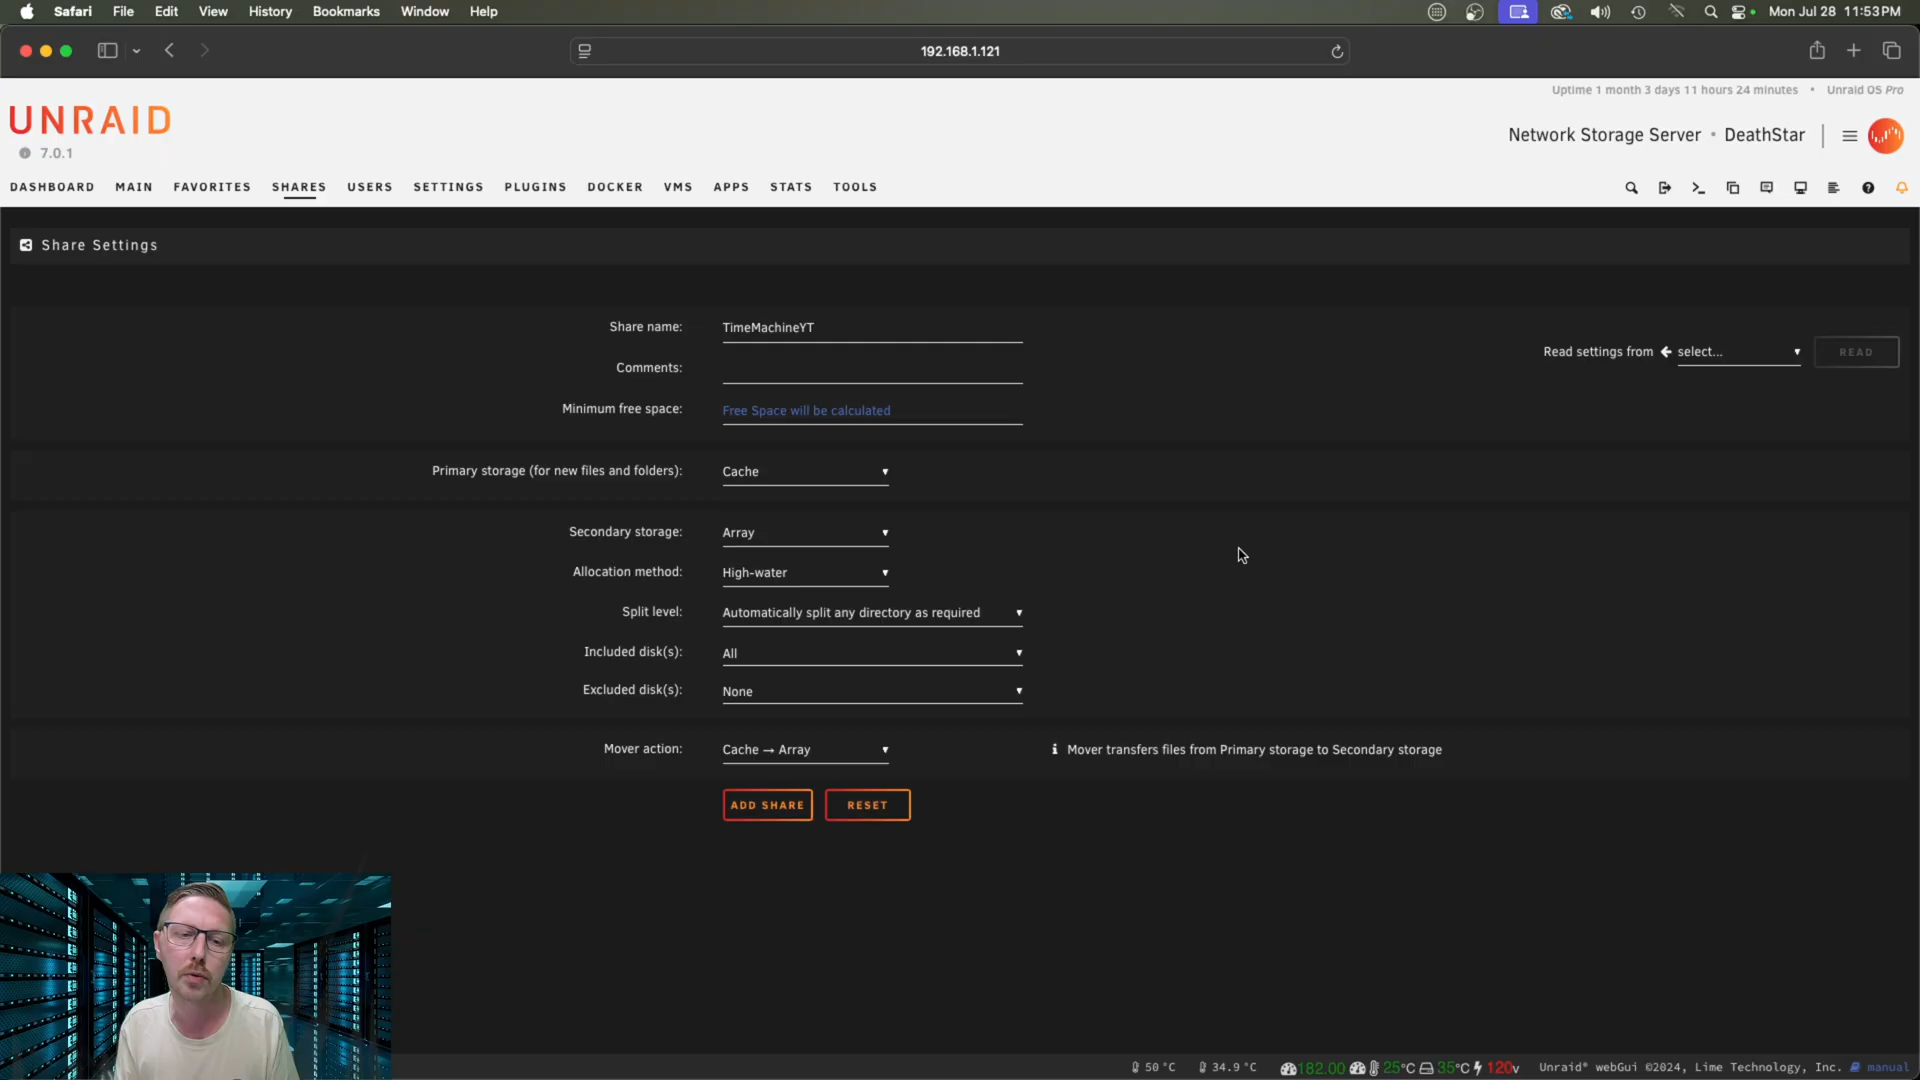 Safari File Edit View History Bookmarks Window Help Mon Jul 28 11:53 PM
192.168.1.121
Uptime 1 month 3 days 11 hours 24 minutes • Unraid OS Pro
UNRAID
7.0.1
Network Storage Server • DeathStar
DASHBOARD MAIN FAVORITES SHARES USERS SETTINGS PLUGINS DOCKER VMS APPS STATS TOOLS
Share Settings
Share name: TimeMachineYT
Read settings from select... READ
Comments:
Minimum free space: Free Space will be calculated
Primary storage (for new files and folders): Cache
Secondary storage: Array
Allocation method: High-water
Split level: Automatically split any directory as required
Included disk(s): All
Excluded disk(s): None
Mover action: Cache → Array Mover transfers files from Primary storage to Secondary storage
ADD SHARE RESET
50 °C 34.9 °C 182.00 25°C 35°C 120v Unraid® webGui ©2024, Lime Technology, Inc. manual